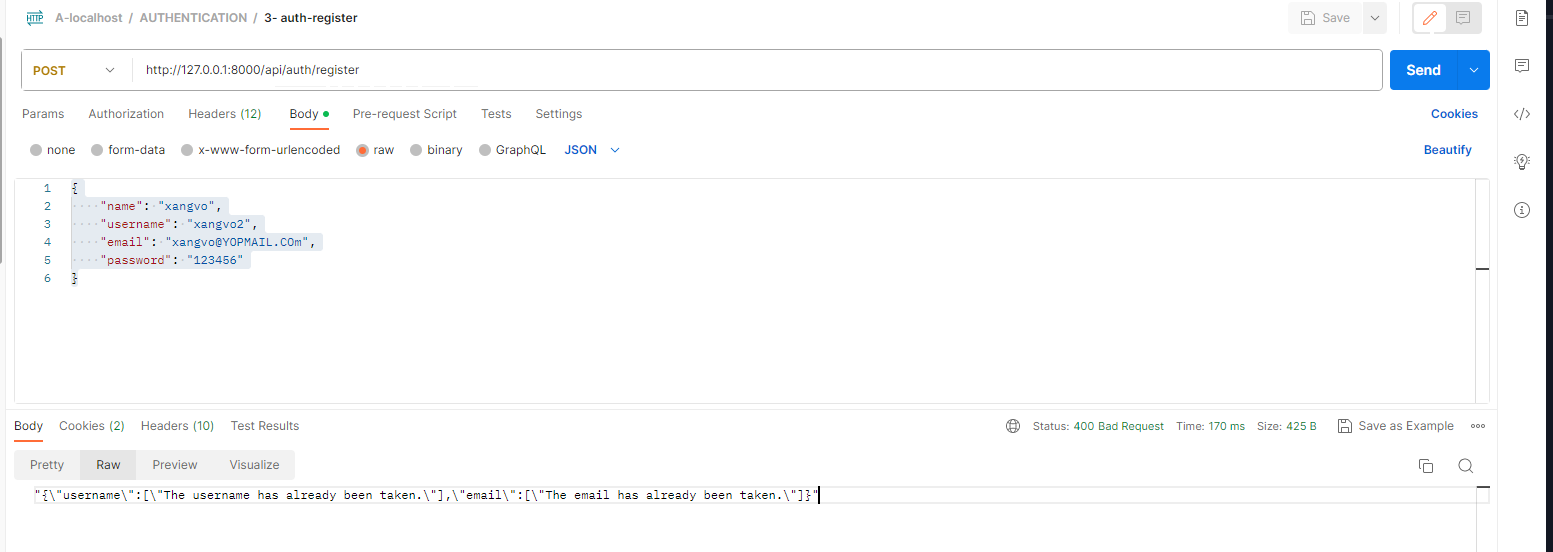 HTTP A-localhost / AUTHENTICATION / 3- auth-register Save
POST http://127.0.0.1:8000/api/auth/register Send
Params Authorization Headers (12) Body Pre-request Script Tests Settings Cookies
none form-data x-www-form-urlencoded raw binary GraphQL JSON Beautify
1 {
2 ····"name":·"xangvo",
3 ····"username":·"xangvo2",
4 ····"email":·"xangvo@YOPMAIL.COm",
5 ····"password":·"123456"
6 }
Body Cookies (2) Headers (10) Test Results Status: 400 Bad Request Time: 170 ms Size: 425 B Save as Example
Pretty Raw Preview Visualize
"{\"username\":[\"The username has already been taken.\"],\"email\":[\"The email has already been taken.\"]}"